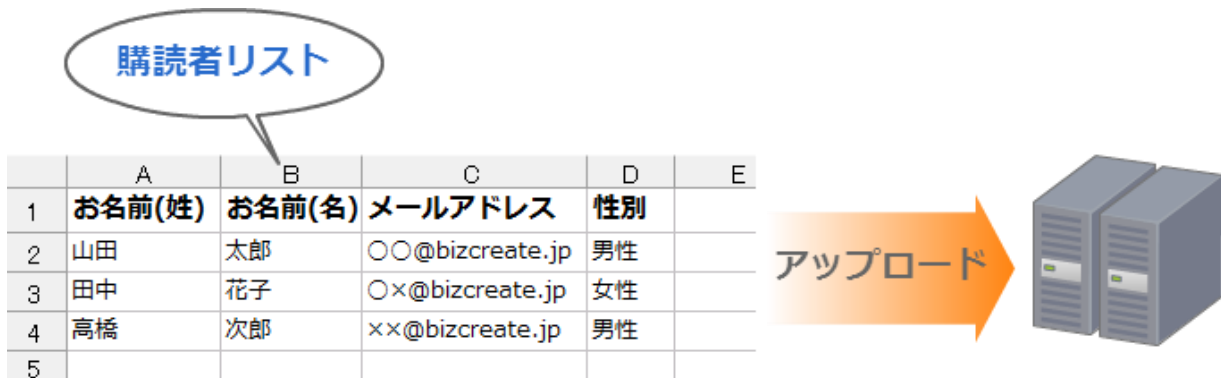 購読者リスト
A B C D E
1 お名前(姓) お名前(名) メールアドレス 性別
2 山田 太郎 〇〇@bizcreate.jp 男性
3 田中 花子 〇×@bizcreate.jp 女性
4 高橋 次郎 ××@bizcreate.jp 男性
5
アップロード